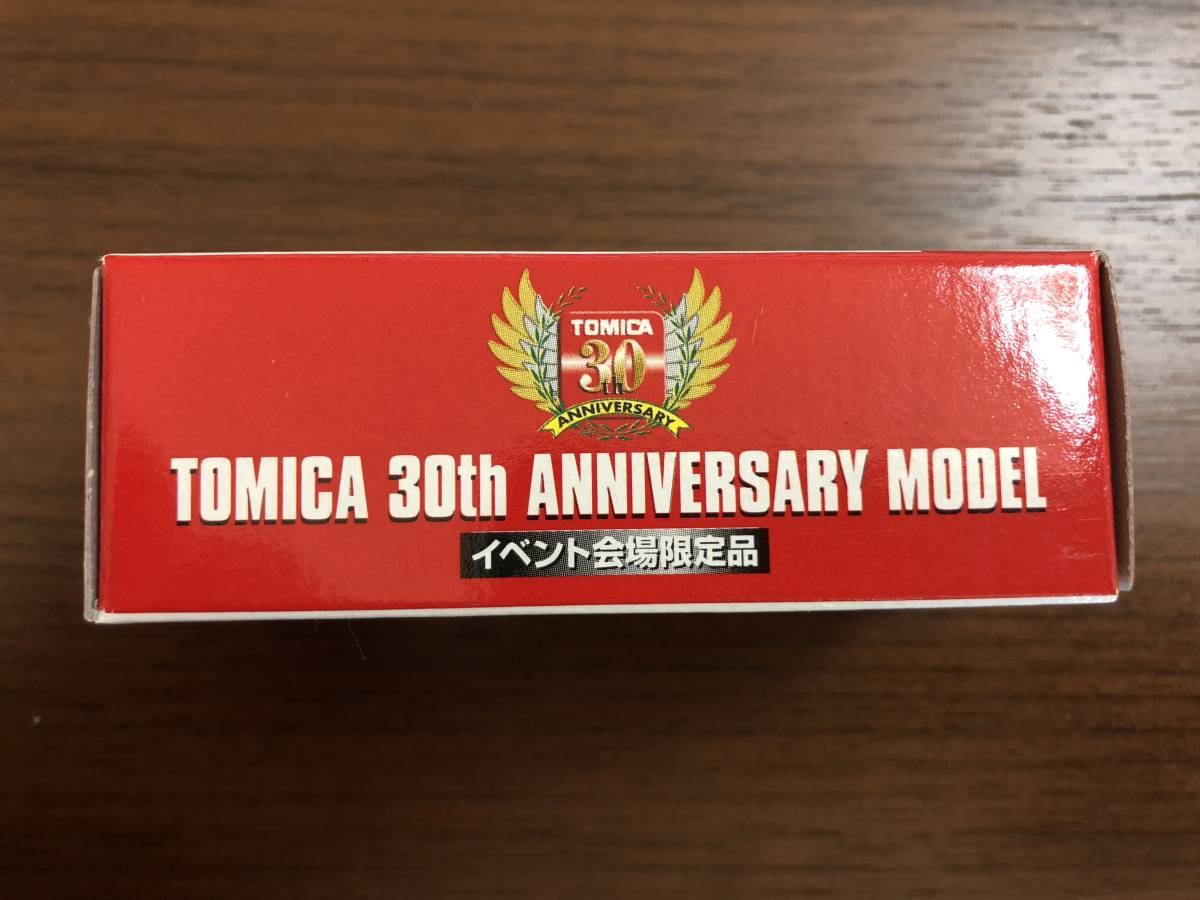 TOMICA
30th
ANNIVERSARY
TOMICA 30th ANNIVERSARY MODEL
イベント会場限定品